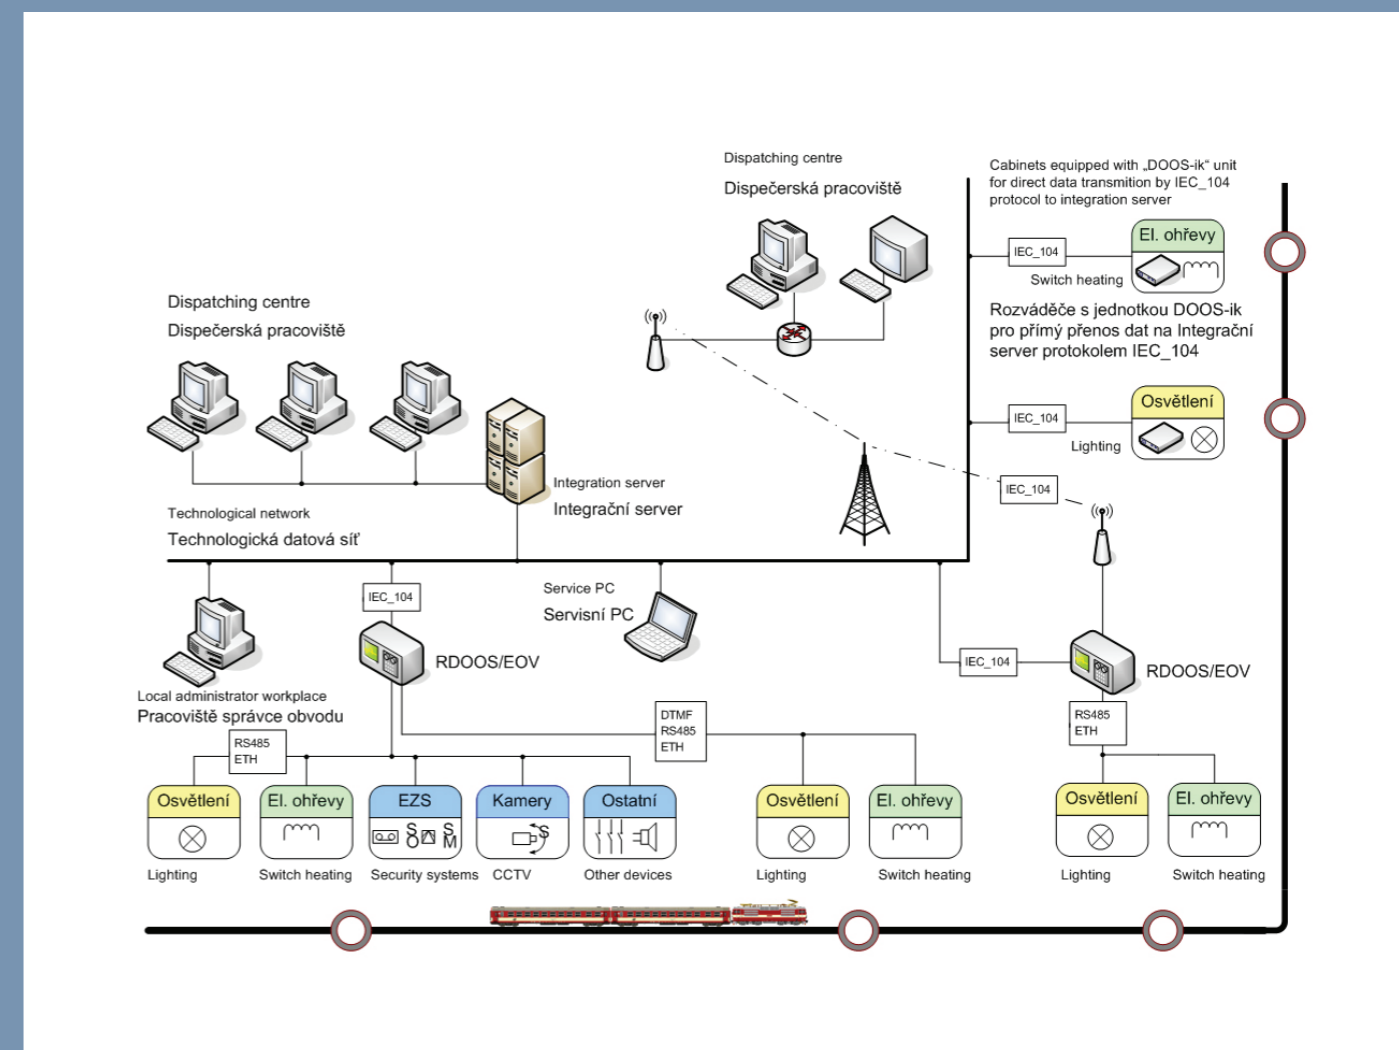 Dispatching centre
Dispečerská pracoviště
Cabinets equipped with „DOOS-ik“ unit
for direct data transmition by IEC_104
protocol to integration server
IEC_104
El. ohřevy
Switch heating
Rozváděče s jednotkou DOOS-ik
pro přímý přenos dat na Integrační
server protokolem IEC_104
Dispatching centre
Dispečerská pracoviště
IEC_104
Osvětlení
Lighting
IEC_104
Integration server
Integrační server
Technological network
Technologická datová síť
IEC_104
Service PC
Servisní PC
RDOOS/EOV
IEC_104
RDOOS/EOV
Local administrator workplace
Pracoviště správce obvodu
RS485
ETH
DTMF
RS485
ETH
RS485
ETH
Osvětlení
El. ohřevy
EZS
Kamery
Ostatní
Osvětlení
El. ohřevy
Osvětlení
El. ohřevy
S
O
S
M
S
Lighting
Switch heating
Security systems
CCTV
Other devices
Lighting
Switch heating
Lighting
Switch heating